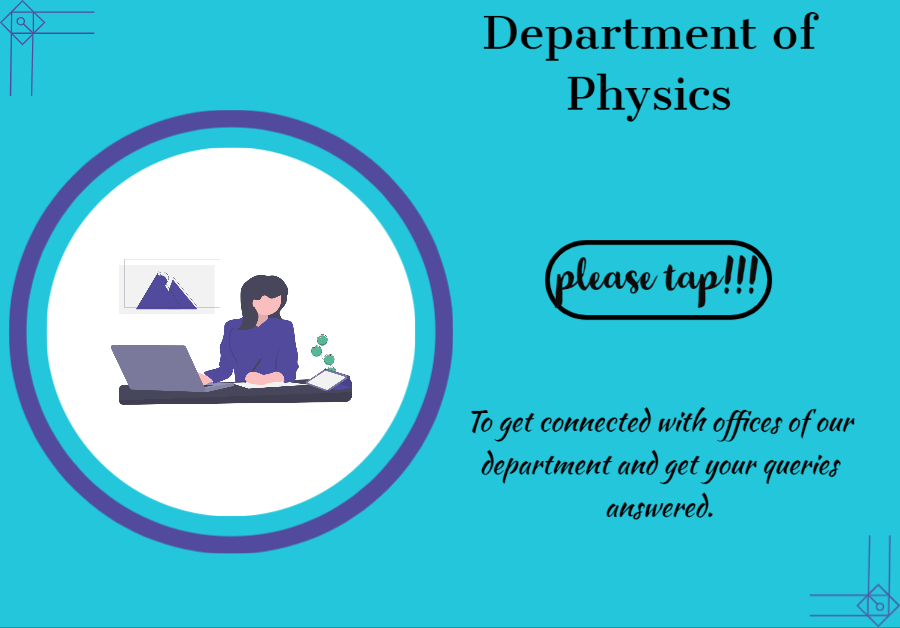 Department of
Physics
please tap!!!
To get connected with offices of our
department and get your queries
answered.